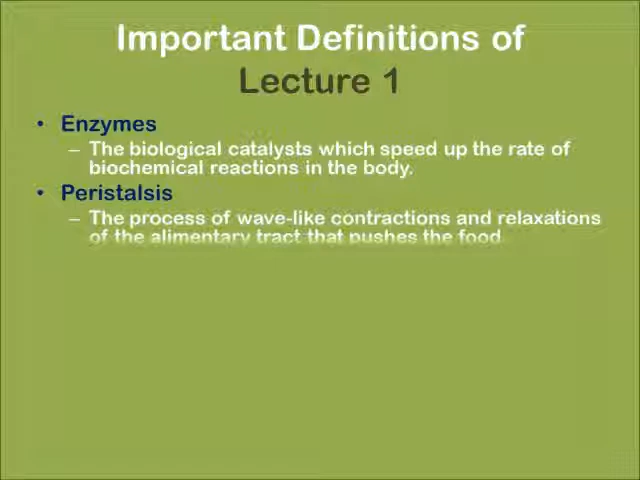 Important Definitions of
Lecture 1
• Enzymes
– The biological catalysts which speed up the rate of
biochemical reactions in the body.
• Peristalsis
– The process of wave-like contractions and relaxations
of the alimentary tract that pushes the food